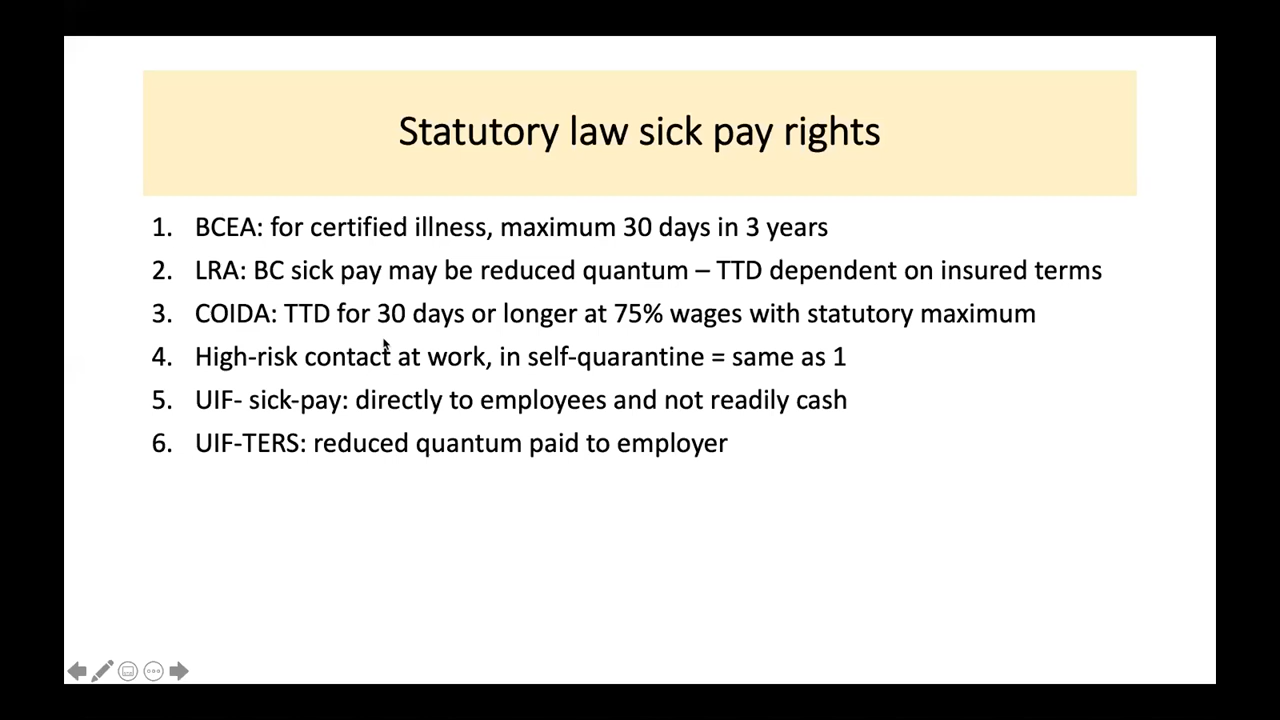 Statutory law sick pay rights
1. BCEA: for certified illness, maximum 30 days in 3 years
2. LRA: BC sick pay may be reduced quantum – TTD dependent on insured terms
3. COIDA: TTD for 30 days or longer at 75% wages with statutory maximum
4. High-risk contact at work, in self-quarantine = same as 1
5. UIF- sick-pay: directly to employees and not readily cash
6. UIF-TERS: reduced quantum paid to employer